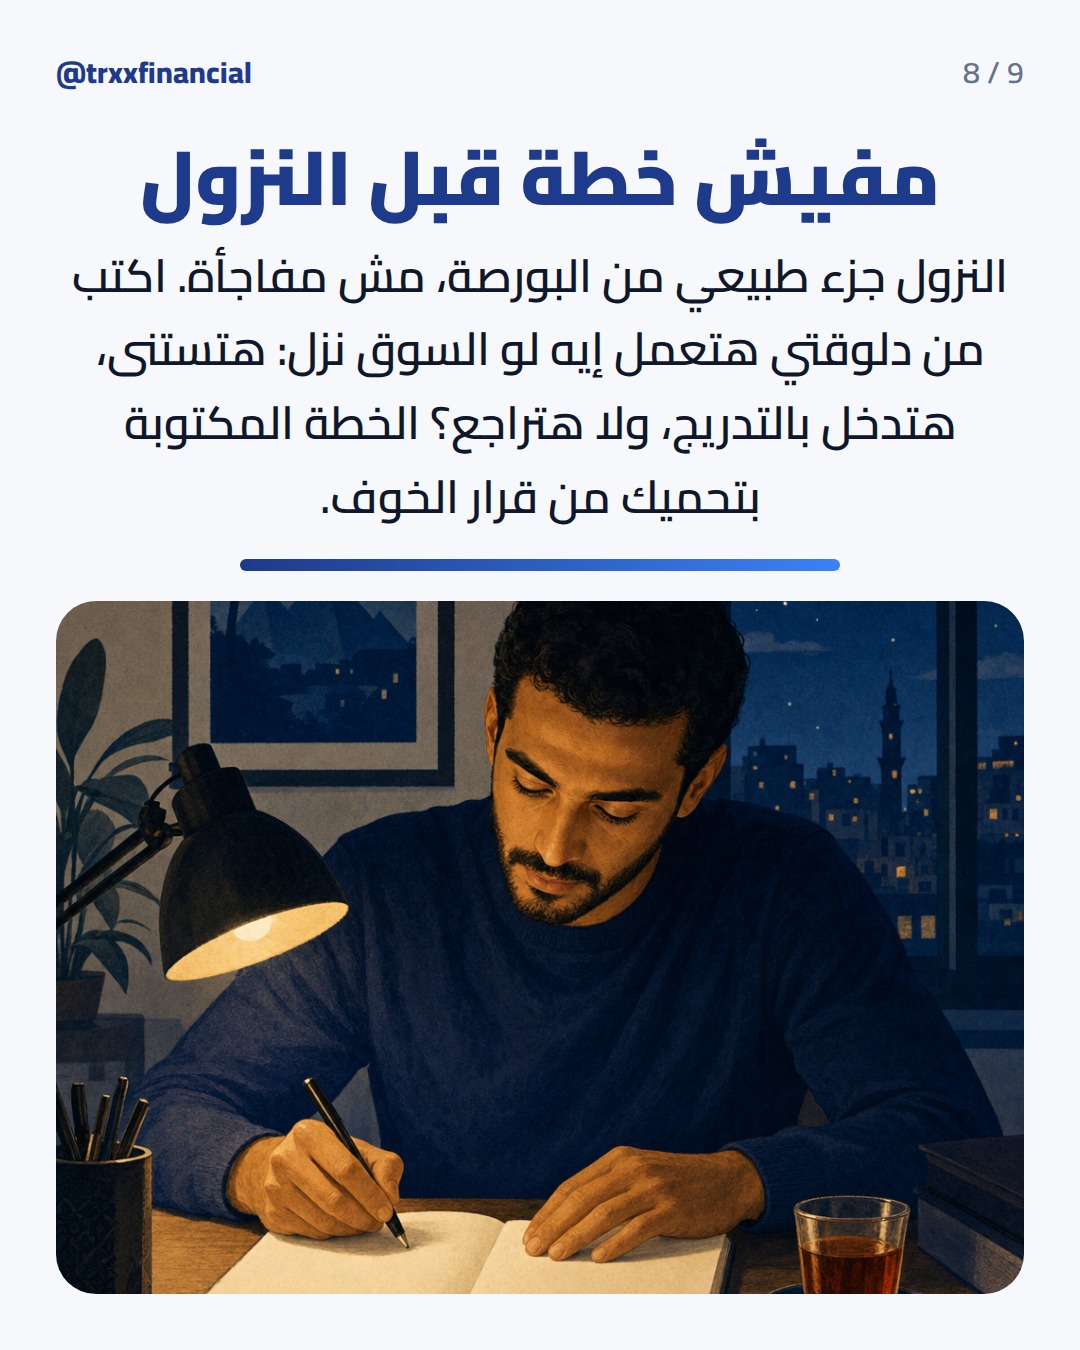 @trxxfinancial
8 / 9
مفيش خطة قبل النزول
النزول جزء طبيعي من البورصة، مش مفاجأة. اكتب
من دلوقتي هتعمل إيه لو السوق نزل: هتستنى،
هتدخل بالتدريج، ولا هتراجع؟ الخطة المكتوبة
بتحميك من قرار الخوف.